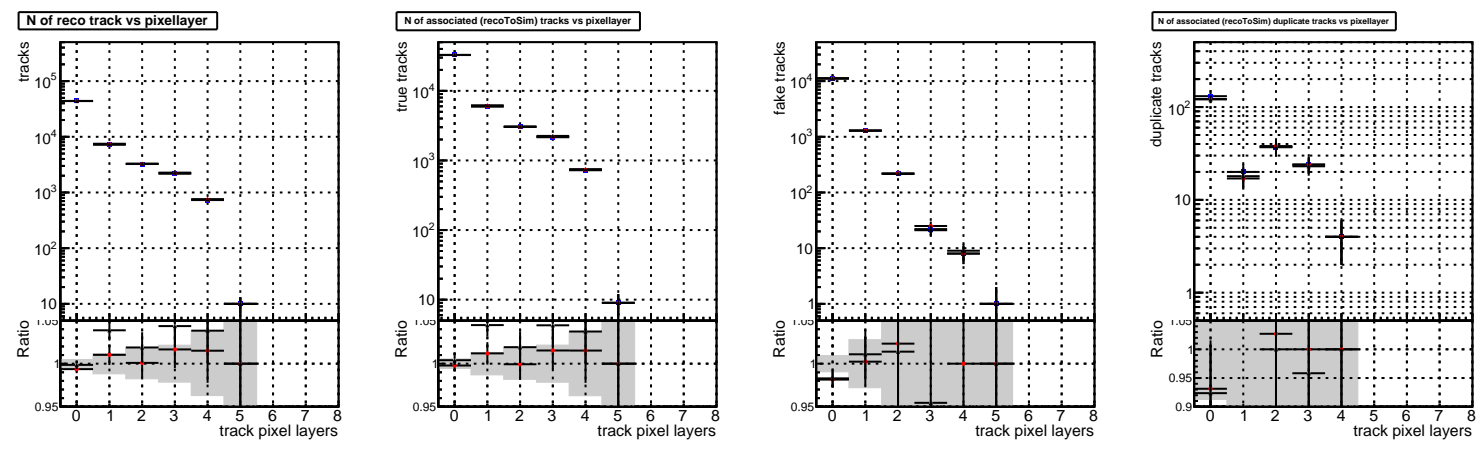 N of reco track vs pixellayer
tracks
10^5
10^4
10^3
10^2
10
Ratio
1.05
1
0.95
0 1 2 3 4 5 6 7 8
track pixel layers
N of associated (recoToSim) tracks vs pixellayer
true tracks
10^4
10^3
10^2
10
Ratio
1.05
1
0.95
0 1 2 3 4 5 6 7 8
track pixel layers
fake tracks
10^4
10^3
10^2
10
1
Ratio
1.05
1
0.95
0 1 2 3 4 5 6 7 8
track pixel layers
N of associated (recoToSim) duplicate tracks vs pixellayer
duplicate tracks
10^2
10
1
Ratio
1.05
1
0.95
0.9
0 1 2 3 4 5 6 7 8
track pixel layers